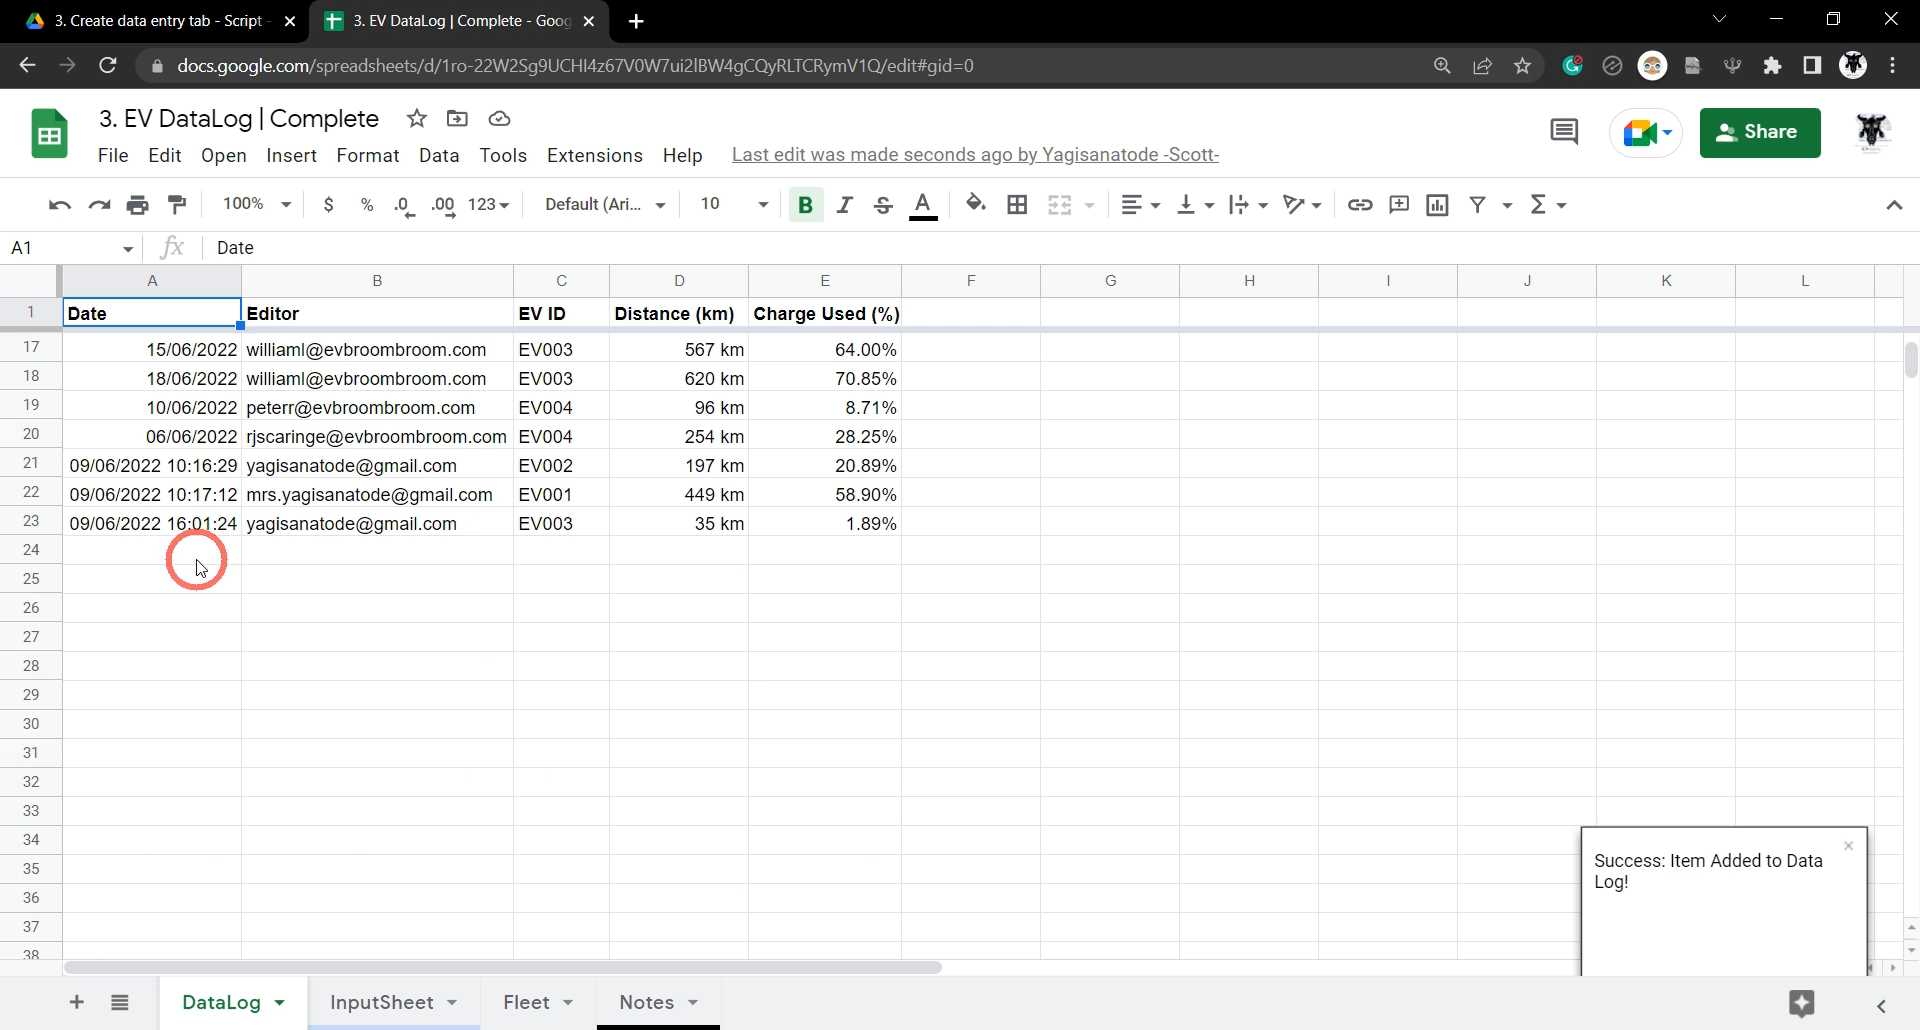 3. Create data entry tab - Script -
3. EV DataLog | Complete - Goog
docs.google.com/spreadsheets/d/1ro-22W2Sg9UCHI4z67V0W7ui2lBW4gCQyRLTCRymV1Q/edit#gid=0
3. EV DataLog | Complete
File Edit Open Insert Format Data Tools Extensions Help Last edit was made seconds ago by Yagisanatode -Scott-
Share
100% $ % .0 .00 123 Default (Ari... 10 B I S A
A1 fx Date
A B C D E F G H I J K L
1 Date Editor EV ID Distance (km) Charge Used (%)
17 15/06/2022 williaml@evbroombroom.com EV003 567 km 64.00%
18 18/06/2022 williaml@evbroombroom.com EV003 620 km 70.85%
19 10/06/2022 peterr@evbroombroom.com EV004 96 km 8.71%
20 06/06/2022 rjscaringe@evbroombroom.com EV004 254 km 28.25%
21 09/06/2022 10:16:29 yagisanatode@gmail.com EV002 197 km 20.89%
22 09/06/2022 10:17:12 mrs.yagisanatode@gmail.com EV001 449 km 58.90%
23 09/06/2022 16:01:24 yagisanatode@gmail.com EV003 35 km 1.89%
24
25
26
27
28
29
30
31
32
33
34
35
36
37
38
Success: Item Added to Data
Log!
DataLog InputSheet Fleet Notes